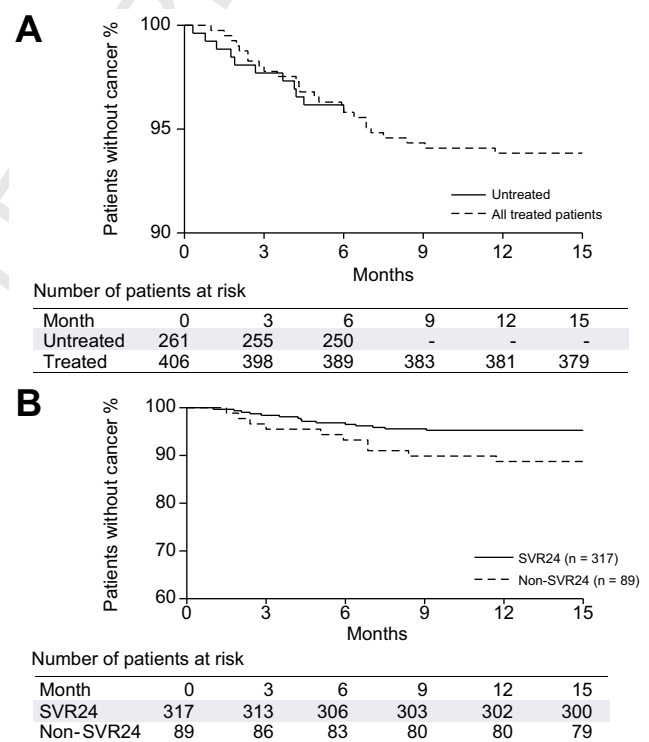 A
Patients without cancer %
100
95
90
Untreated
All treated patients
0 3 6 9 12 15
Months
Number of patients at risk
Month 0 3 6 9 12 15
Untreated 261 255 250 - - -
Treated 406 398 389 383 381 379
B
Patients without cancer %
100
90
80
70
60
SVR24 (n = 317)
Non-SVR24 (n = 89)
0 3 6 9 12 15
Months
Number of patients at risk
Month 0 3 6 9 12 15
SVR24 317 313 306 303 302 300
Non-SVR24 89 86 83 80 80 79